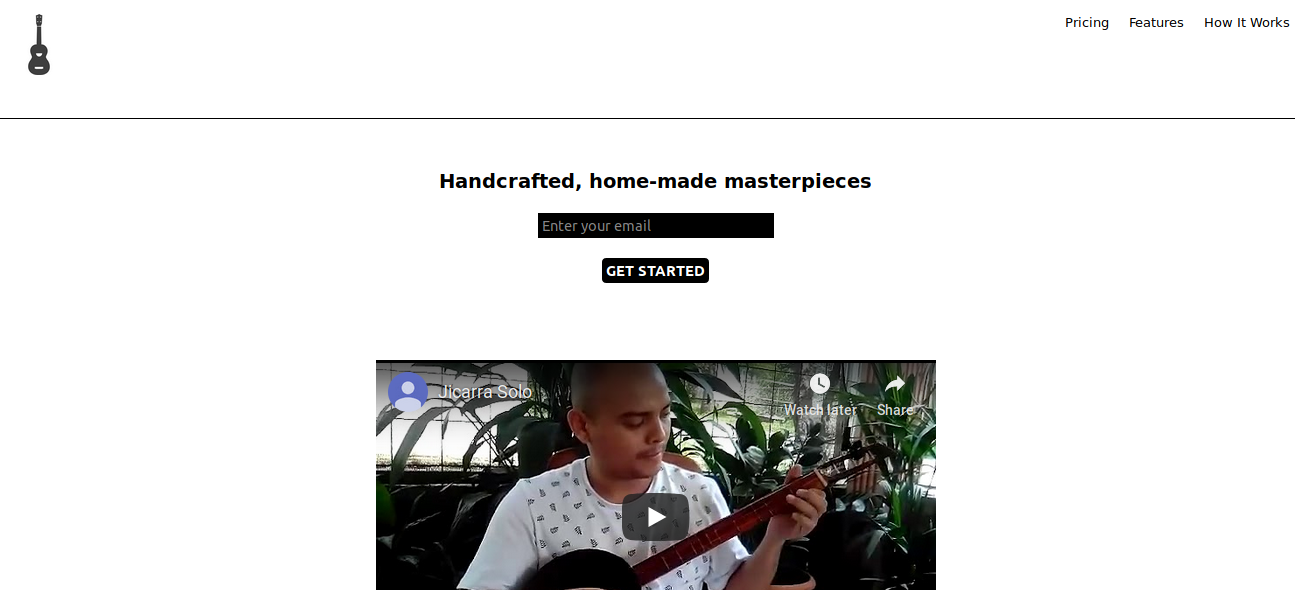 Pricing Features How It Works
Handcrafted, home-made masterpieces
Enter your email
GET STARTED
Jicarra Solo
Watch later Share